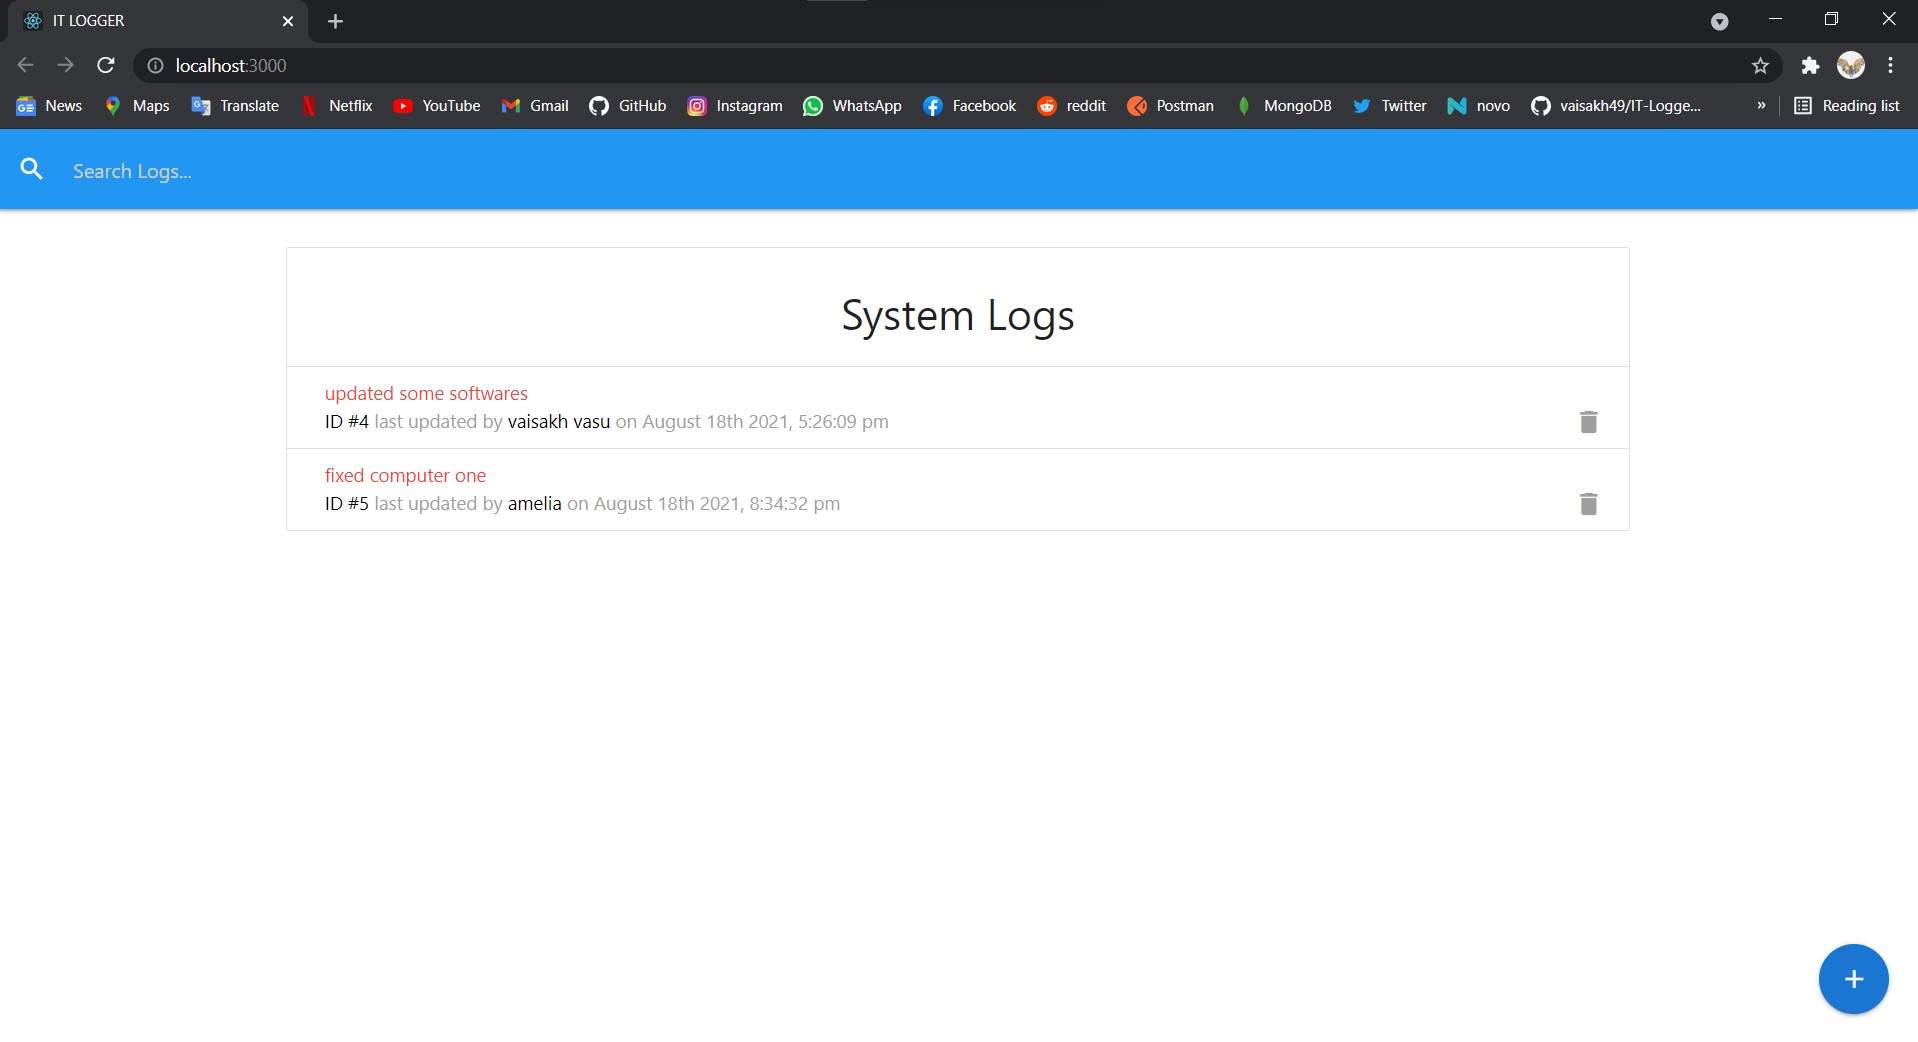 IT LOGGER
localhost:3000
News Maps Translate Netflix YouTube Gmail GitHub Instagram WhatsApp Facebook reddit Postman MongoDB Twitter novo vaisakh49/IT-Logge... » Reading list
Search Logs...
System Logs
updated some softwares
ID #4 last updated by vaisakh vasu on August 18th 2021, 5:26:09 pm
fixed computer one
ID #5 last updated by amelia on August 18th 2021, 8:34:32 pm